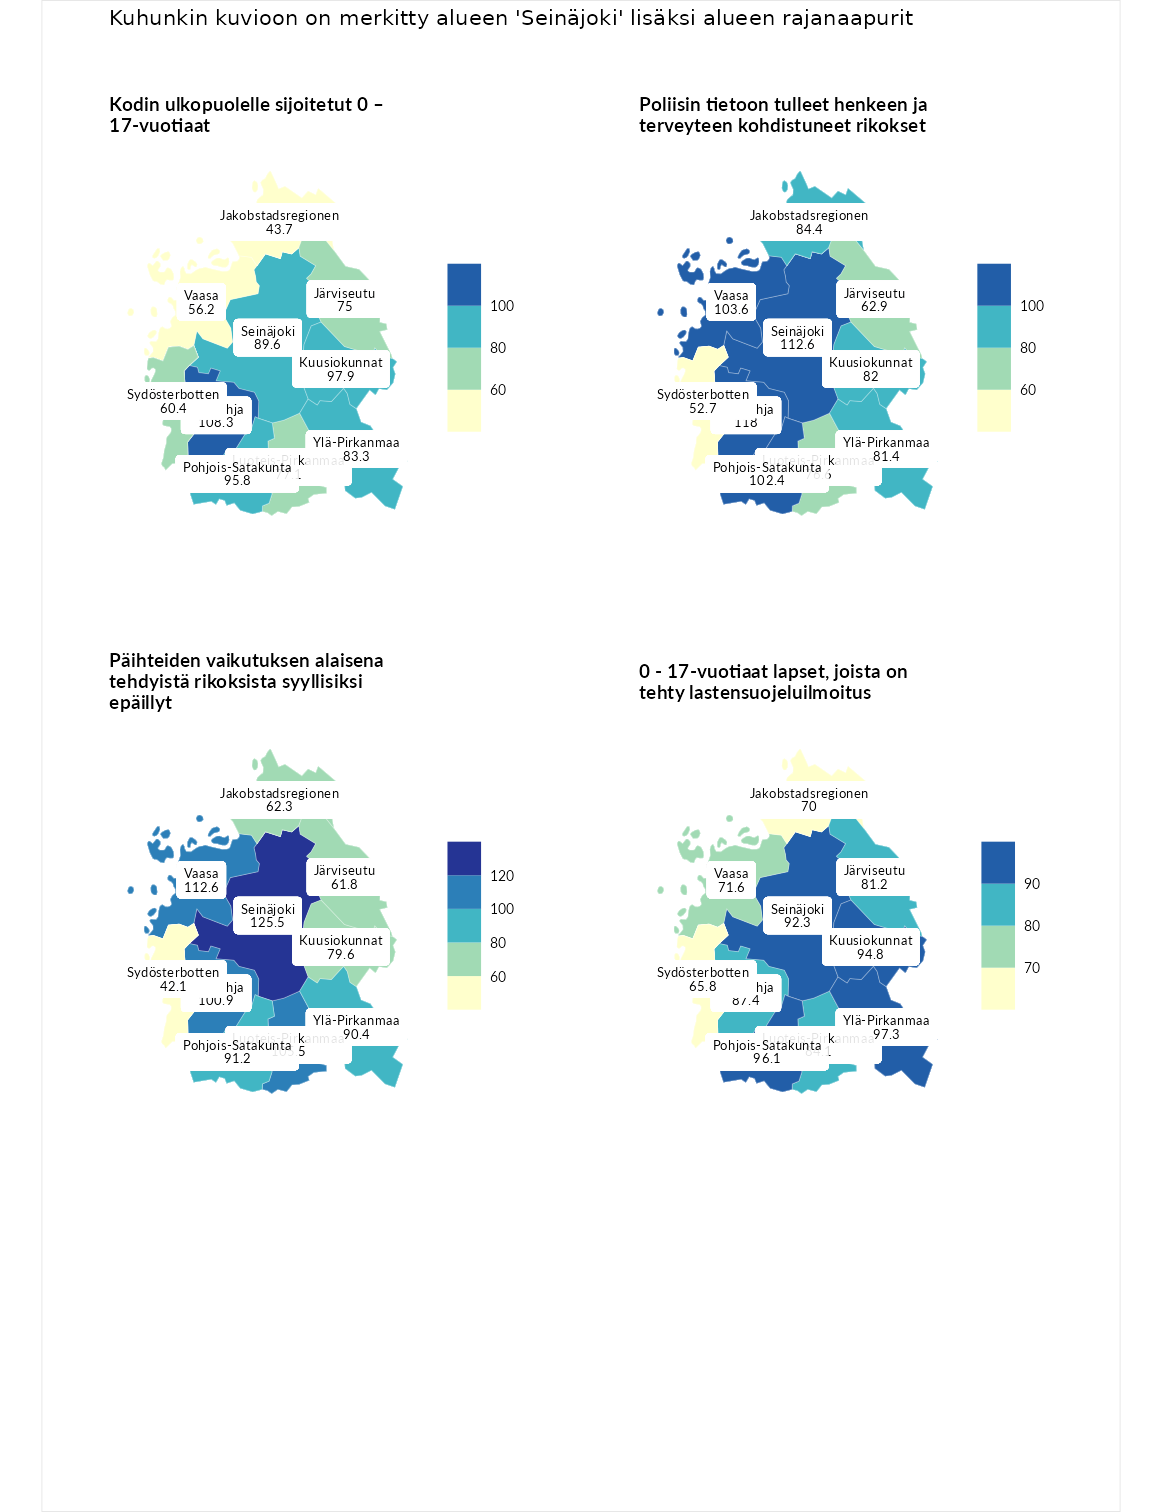 Kuhunkin kuvioon on merkitty alueen 'Seinäjoki' lisäksi alueen rajanaapurit
Kodin ulkopuolelle sijoitetut 0 –
17-vuotiaat
Jakobstadsregionen
43.7
Vaasa
56.2
Järviseutu
75
Seinäjoki
89.6
Kuusiokunnat
97.9
Sydösterbotten
60.4
hja
108.3
Ylä-Pirkanmaa
83.3
Pohjois-Satakunta
95.8
100
80
60
Poliisin tietoon tulleet henkeen ja
terveyteen kohdistuneet rikokset
Jakobstadsregionen
84.4
Vaasa
103.6
Järviseutu
62.9
Seinäjoki
112.6
Kuusiokunnat
82
Sydösterbotten
52.7
hja
118
Ylä-Pirkanmaa
81.4
Pohjois-Satakunta
102.4
100
80
60
Päihteiden vaikutuksen alaisena
tehdyistä rikoksista syyllisiksi
epäillyt
Jakobstadsregionen
62.3
Vaasa
112.6
Järviseutu
61.8
Seinäjoki
125.5
Kuusiokunnat
79.6
Sydösterbotten
42.1
hja
100.9
Ylä-Pirkanmaa
90.4
Pohjois-Satakunta
91.2
120
100
80
60
0 - 17-vuotiaat lapset, joista on
tehty lastensuojeluilmoitus
Jakobstadsregionen
70
Vaasa
71.6
Järviseutu
81.2
Seinäjoki
92.3
Kuusiokunnat
94.8
Sydösterbotten
65.8
hja
87.4
Ylä-Pirkanmaa
97.3
Pohjois-Satakunta
96.1
90
80
70